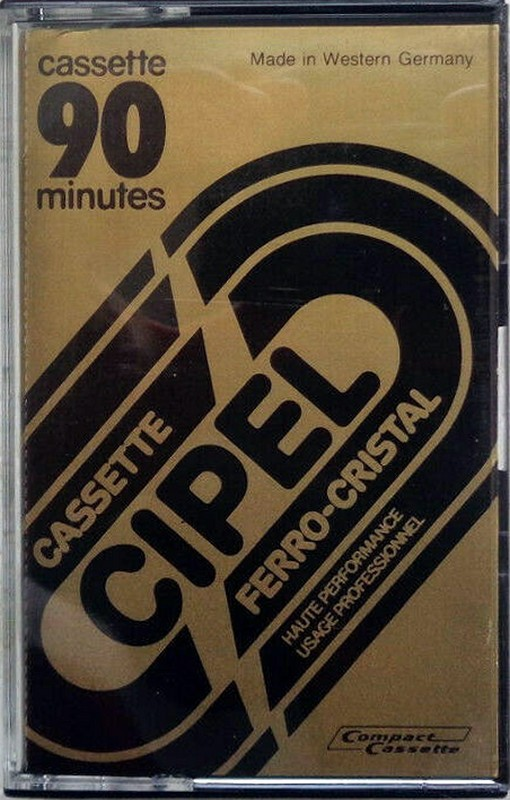 cassette
90
minutes
Made in Western Germany
CASSETTE
CIPEL
FERRO-CRISTAL
HAUTE PERFORMANCE
USAGE PROFESSIONNEL
Compact
Cassette